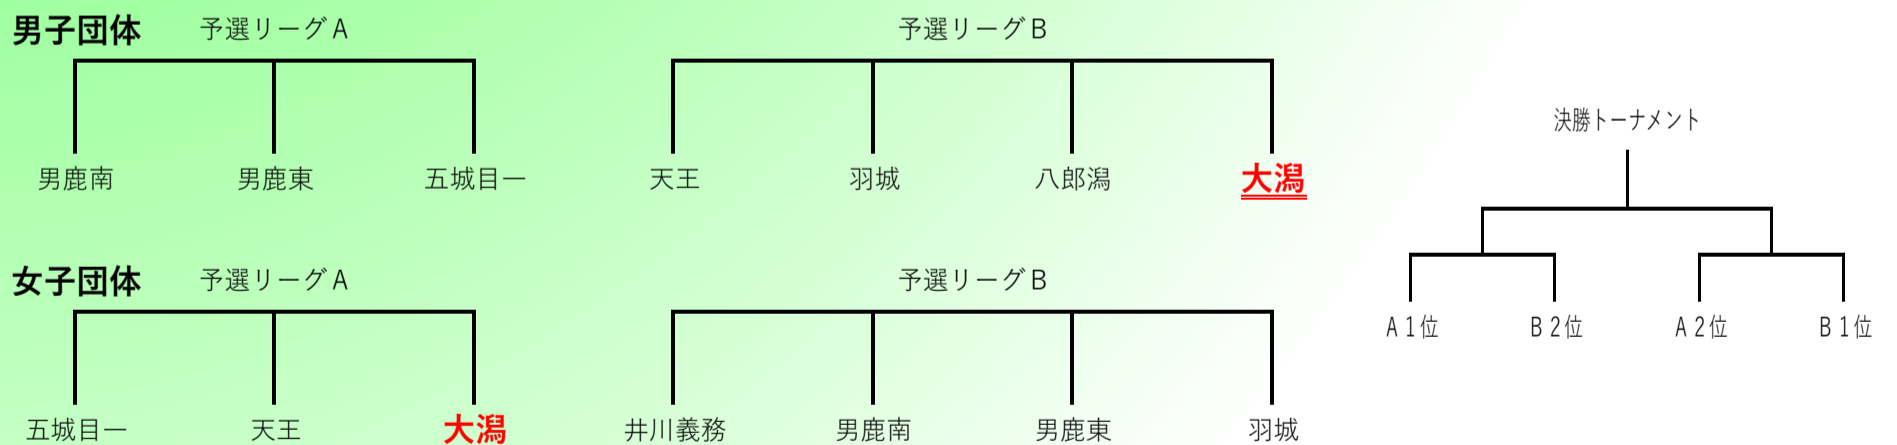 男子団体
予選リーグA
予選リーグB
男鹿南
男鹿東
五城目一
天王
羽城
八郎潟
大潟
女子団体
予選リーグA
予選リーグB
五城目一
天王
大潟
井川義務
男鹿南
男鹿東
羽城
決勝トーナメント
A1位
B2位
A2位
B1位